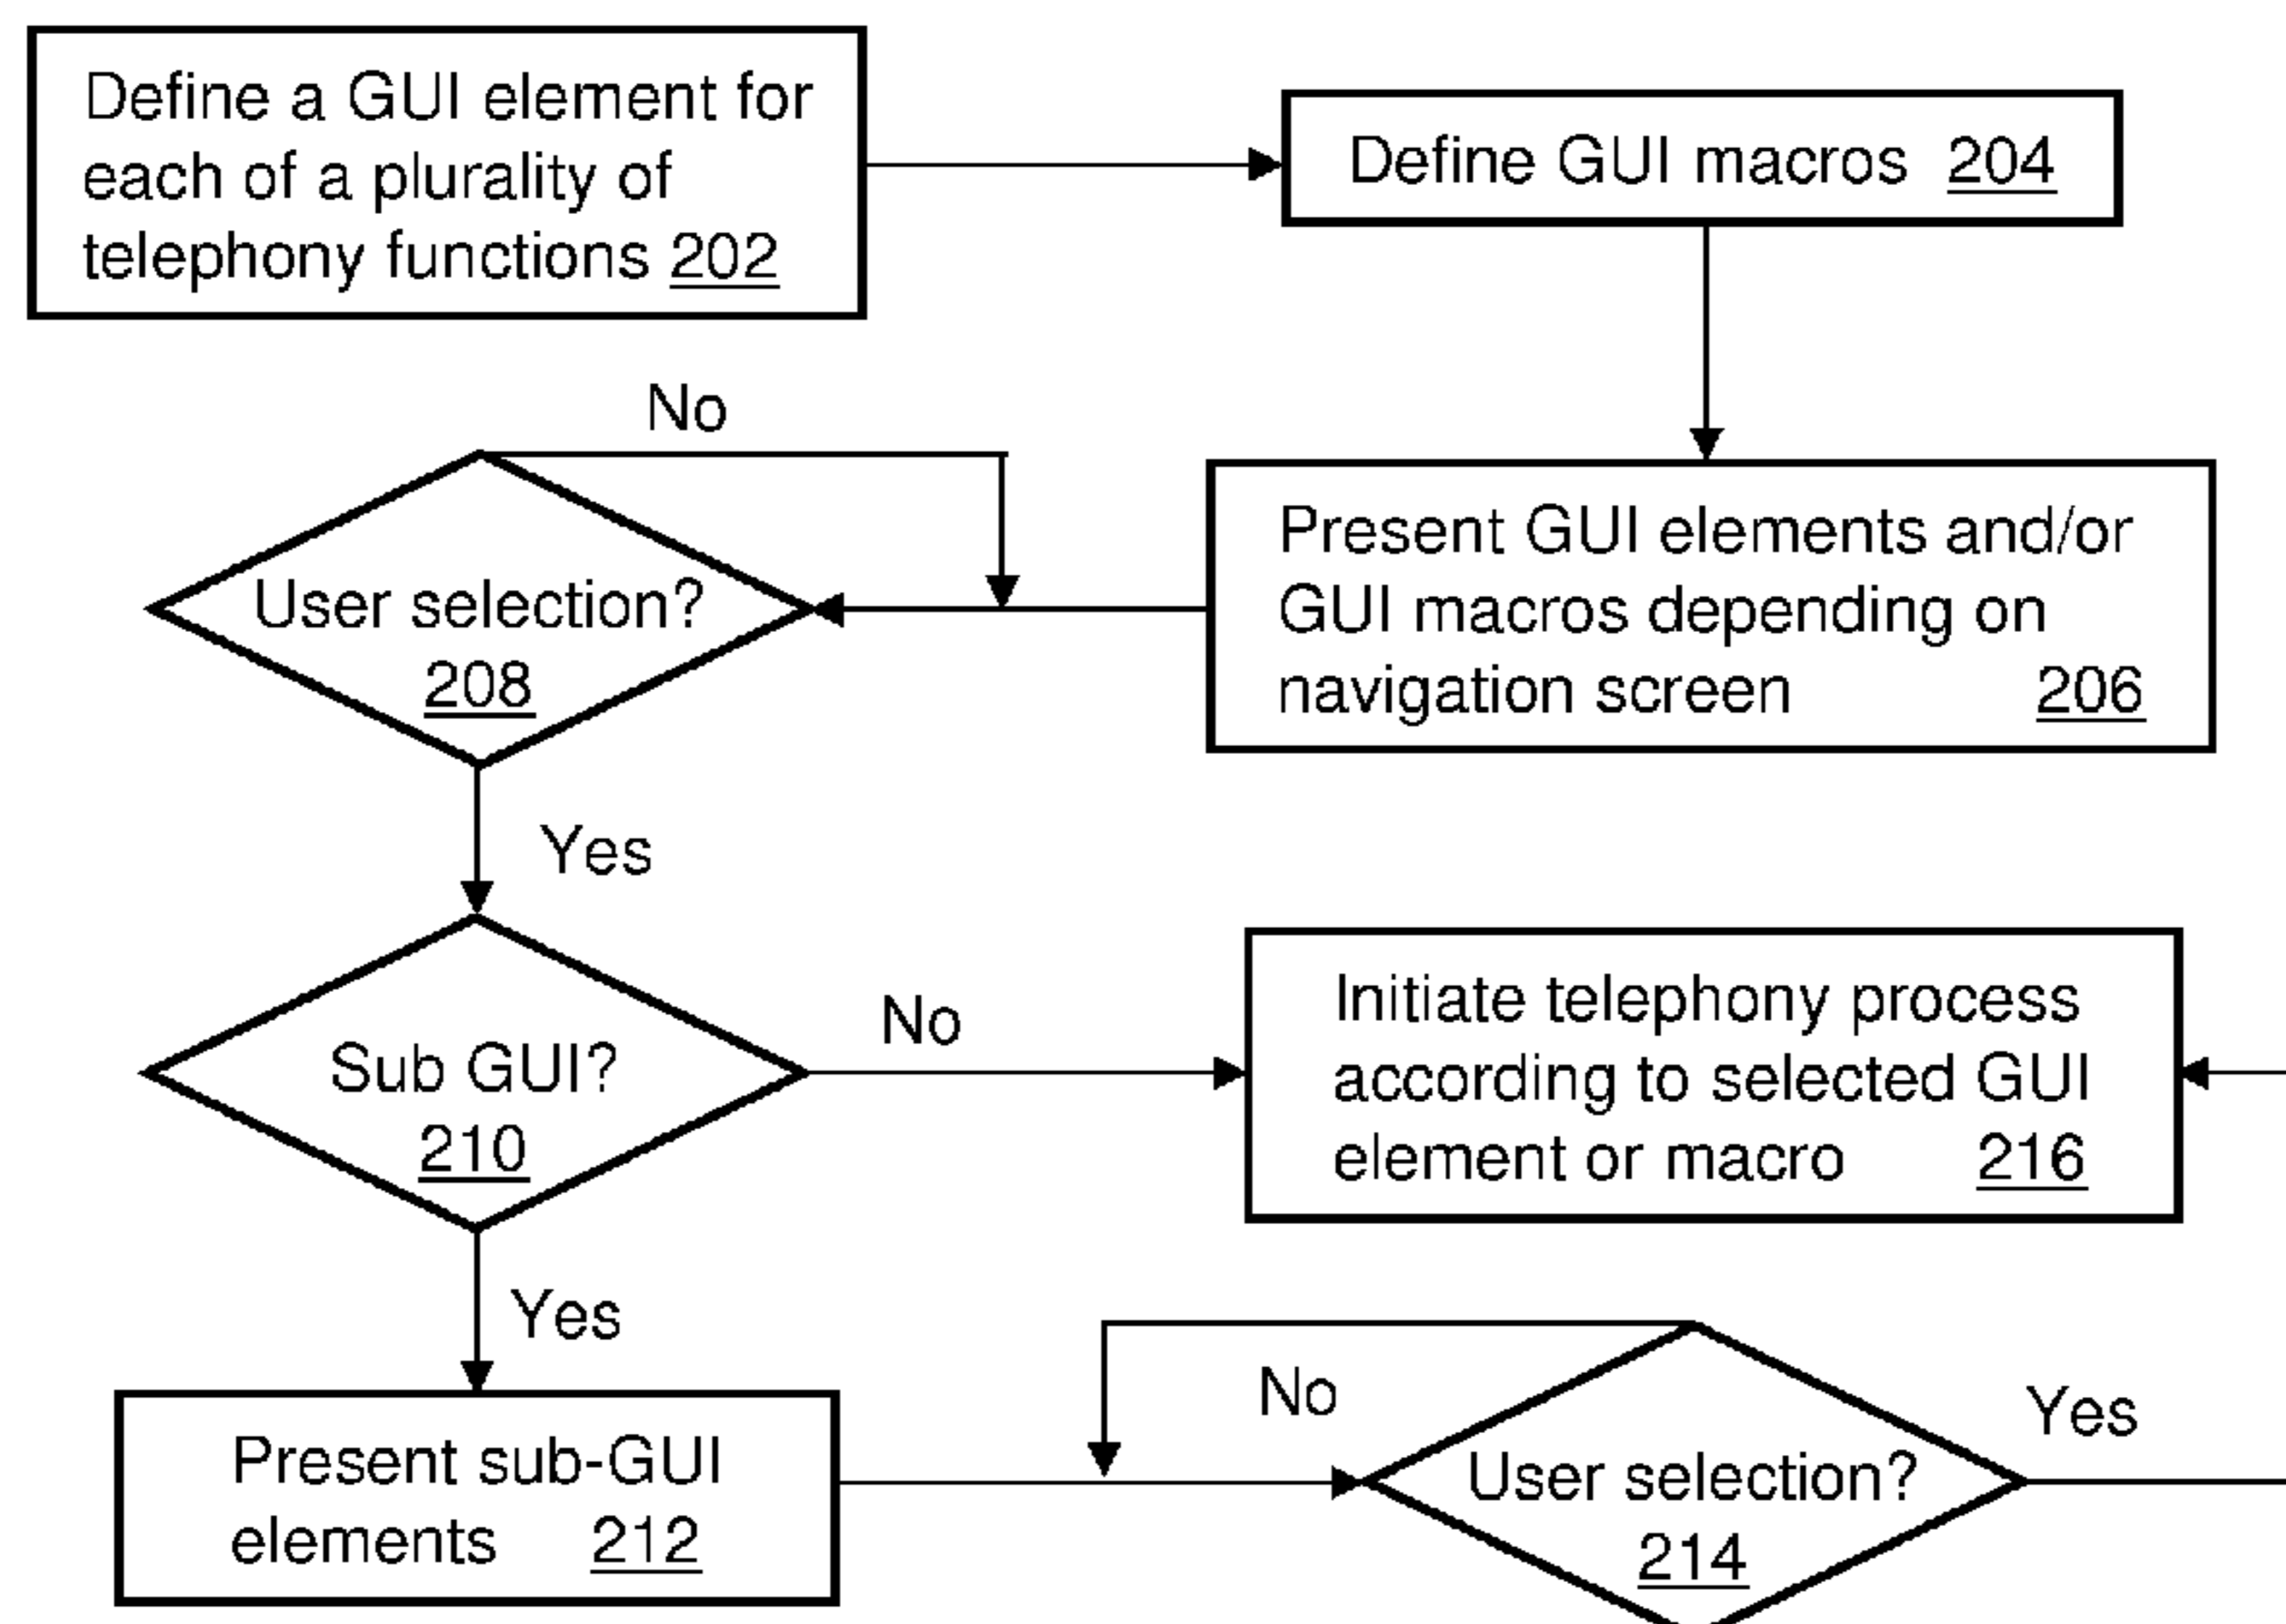 Define a GUI element for
each of a plurality of
telephony functions 202
Define GUI macros 204
Present GUI elements and/or
GUI macros depending on
navigation screen 206
No
User selection?
208
Yes
Sub GUI?
210
No
Initiate telephony process
according to selected GUI
element or macro 216
Yes
Present sub-GUI
elements 212
No
User selection?
214
Yes